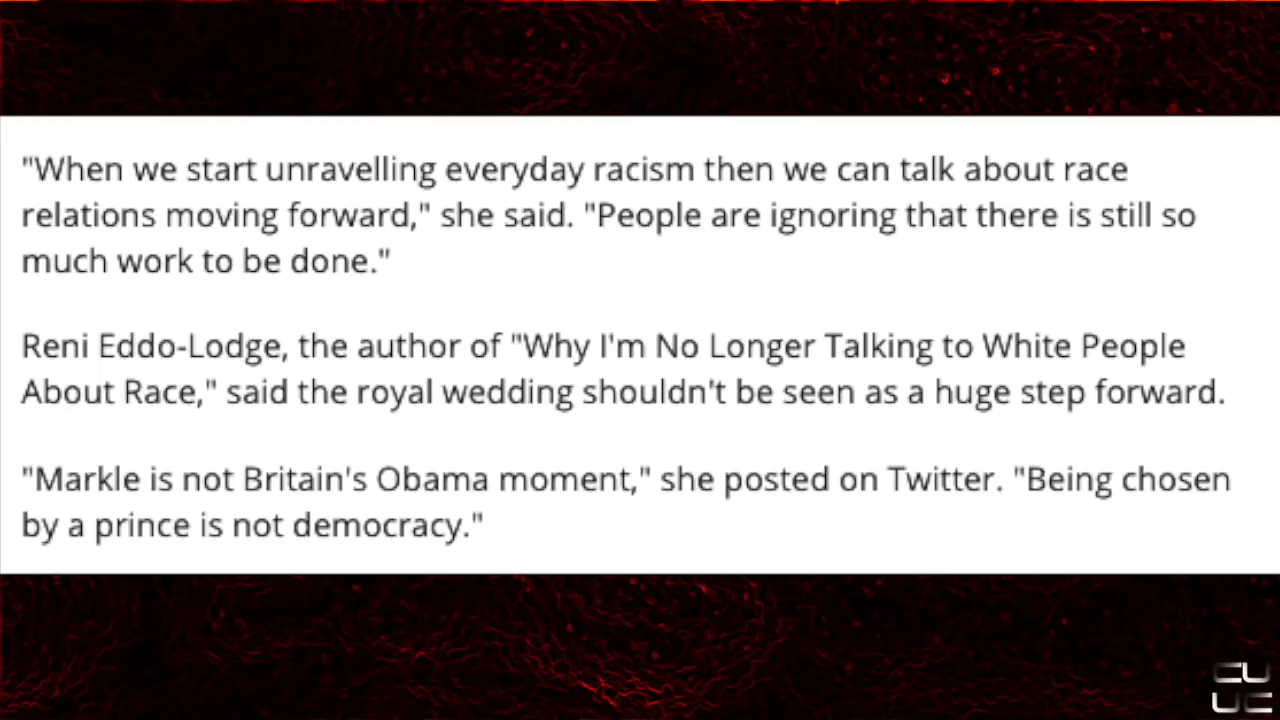 "When we start unravelling everyday racism then we can talk about race
relations moving forward," she said. "People are ignoring that there is still so
much work to be done."
Reni Eddo-Lodge, the author of "Why I'm No Longer Talking to White People
About Race," said the royal wedding shouldn't be seen as a huge step forward.
"Markle is not Britain's Obama moment," she posted on Twitter. "Being chosen
by a prince is not democracy."